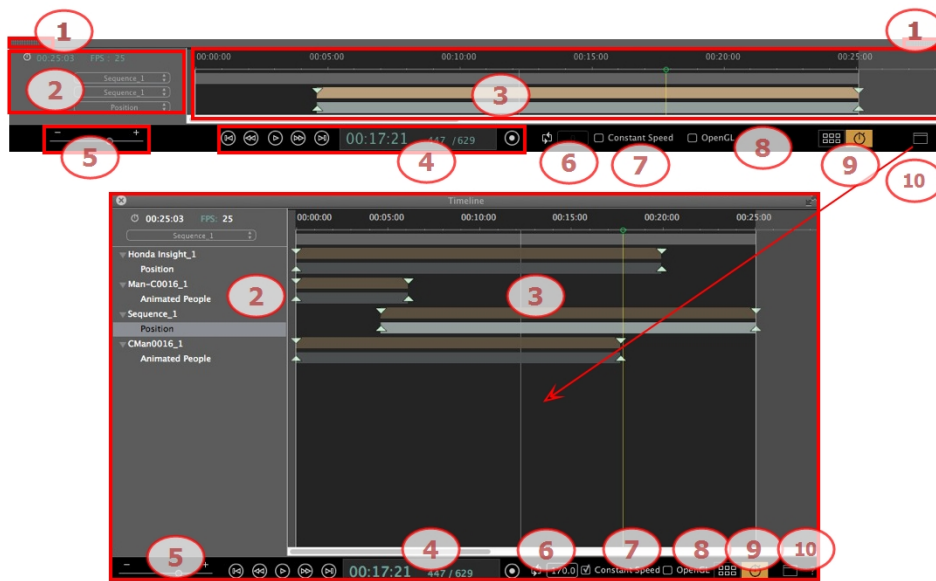 1 1
00:25:03 FPS: 25 00:00:00 00:05:00 00:10:00 00:15:00 00:20:00 00:25:00
Sequence_1
2 Sequence_1 3
Position
− + 00:17:21 447 /629 Constant Speed OpenGL
5 4 6 7 8 9 10
Timeline
00:25:03 FPS: 25 00:00:00 00:05:00 00:10:00 00:15:00 00:20:00 00:25:00
Sequence_1
Honda Insight_1
Position
Man-C0016_1
Animated People 2 3
Sequence_1
Position
CMan0016_1
Animated People
5 4 6 7 8 9 10
− + 00:17:21 447 /629 170.0 Constant Speed OpenGL